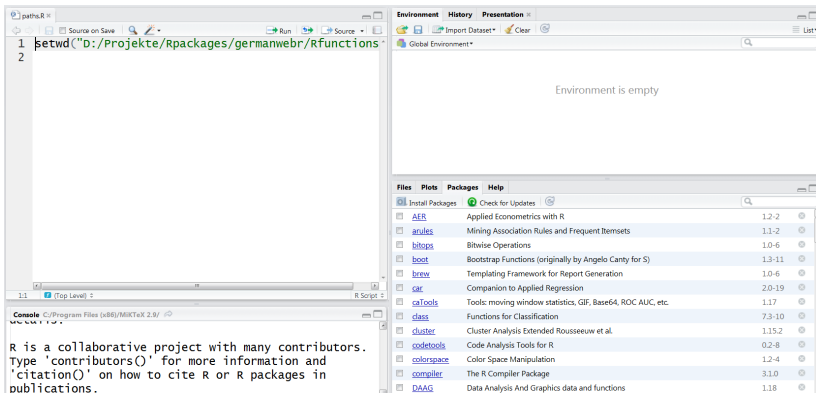 paths.R
Source on Save
Run
Source
1 setwd("D:/Projekte/Rpackages/germanwebr/Rfunctions
2
1:1 (Top Level) R Script
Console C:/Program Files (x86)/MiKTeX 2.9/
R is a collaborative project with many contributors.
Type 'contributors()' for more information and
'citation()' on how to cite R or R packages in
publications.
Environment History Presentation
Import Dataset Clear List
Global Environment
Environment is empty
Files Plots Packages Help
Install Packages Check for Updates
AER Applied Econometrics with R 1.2-2
arules Mining Association Rules and Frequent Itemsets 1.1-2
bitops Bitwise Operations 1.0-6
boot Bootstrap Functions (originally by Angelo Canty for S) 1.3-11
brew Templating Framework for Report Generation 1.0-6
car Companion to Applied Regression 2.0-19
caTools Tools: moving window statistics, GIF, Base64, ROC AUC, etc. 1.17
class Functions for Classification 7.3-10
cluster Cluster Analysis Extended Rousseeuw et al. 1.15.2
codetools Code Analysis Tools for R 0.2-8
colorspace Color Space Manipulation 1.2-4
compiler The R Compiler Package 3.1.0
DAAG Data Analysis And Graphics data and functions 1.18